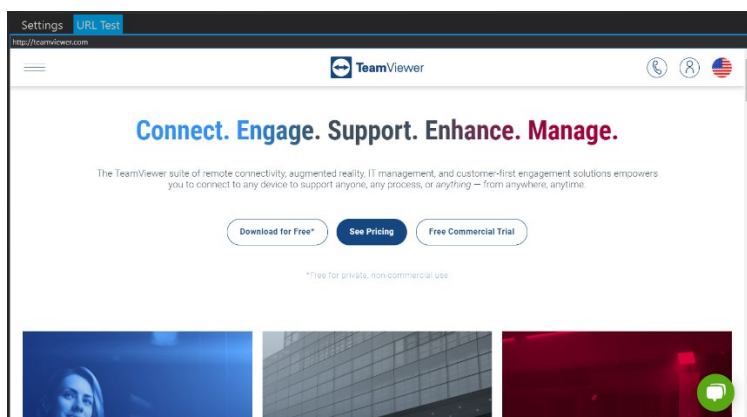 Settings URL Test
http://teamviewer.com
TeamViewer
Connect. Engage. Support. Enhance. Manage.
The TeamViewer suite of remote connectivity, augmented reality, IT management, and customer-first engagement solutions empowers
you to connect to any device to support anyone, any process, or anything — from anywhere, anytime.
Download for Free* See Pricing Free Commercial Trial
*Free for private, non-commercial use